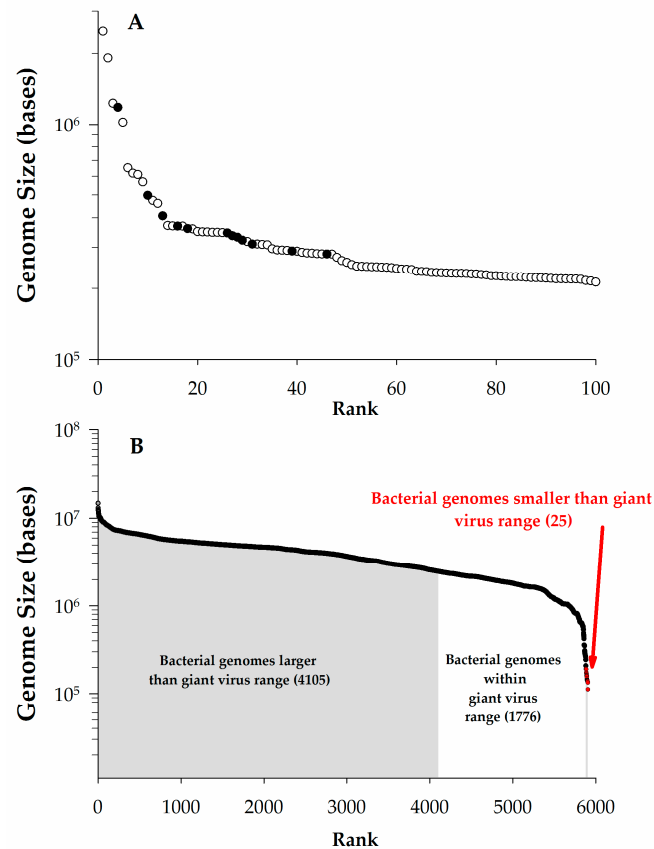 A
Genome Size (bases)
10⁶
10⁵
0 20 40 60 80 100
Rank
B
Genome Size (bases)
10⁸
10⁷
10⁶
10⁵
Bacterial genomes smaller than giant
virus range (25)
Bacterial genomes larger
than giant virus range (4105)
Bacterial genomes
within
giant virus
range (1776)
0 1000 2000 3000 4000 5000 6000
Rank